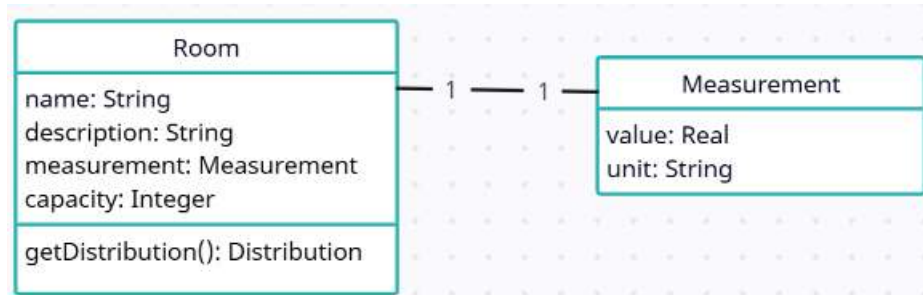 Room
name: String
description: String
measurement: Measurement
capacity: Integer
getDistribution(): Distribution
1
1
Measurement
value: Real
unit: String